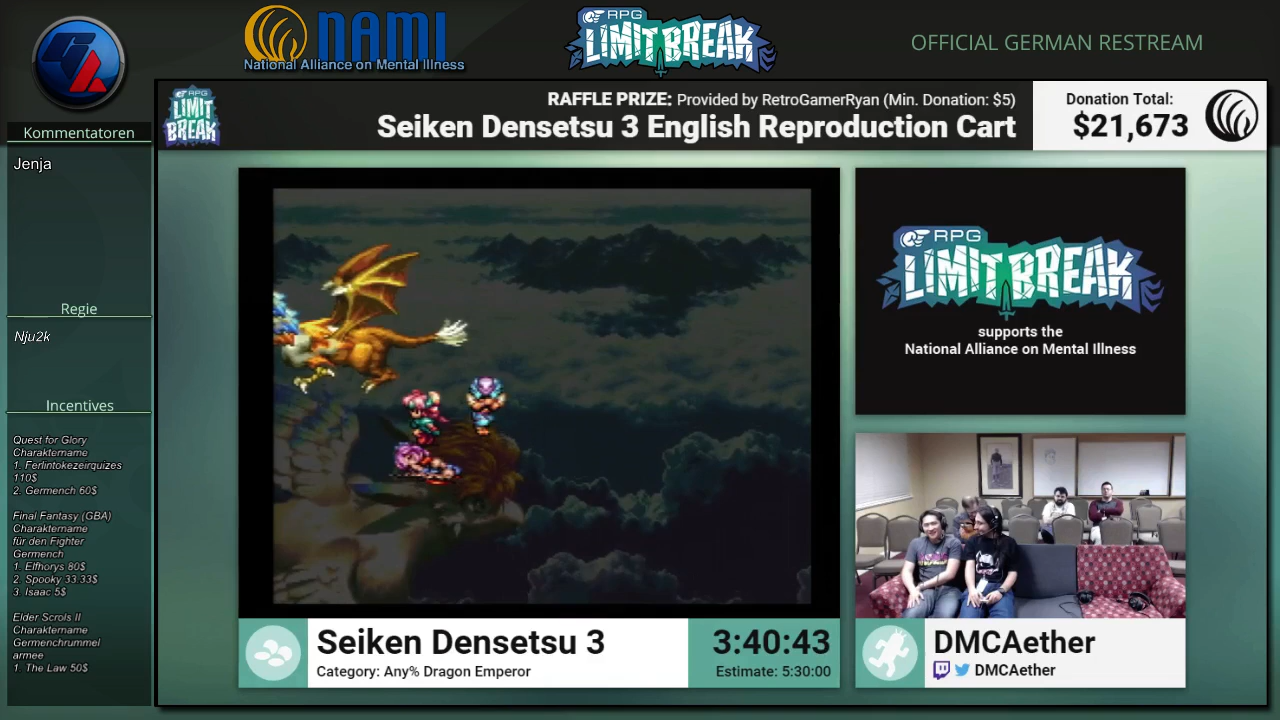 NAMI
National Alliance on Mental Illness
RPG
LIMIT BREAK
OFFICIAL GERMAN RESTREAM
Kommentatoren
Jenja
Regie
Nju2k
Incentives
Quest for Glory
Charaktername
1. Ferlintokezeirquizes
110$
2. Germench 60$
Final Fantasy (GBA)
Charaktername
für den Fighter
Germench
1. Elfhorys 80$
2. Spooky 33.33$
3. Isaac 5$
Elder Scrols II
Charaktername
Germenchrummel
armee
1. The Law 50$
RPG
LIMIT
BREAK
RAFFLE PRIZE: Provided by RetroGamerRyan (Min. Donation: $5)
Seiken Densetsu 3 English Reproduction Cart
Donation Total:
$21,673
RPG
LIMIT BREAK
supports the
National Alliance on Mental Illness
Seiken Densetsu 3
Category: Any% Dragon Emperor
3:40:43
Estimate: 5:30:00
DMCAether
DMCAether